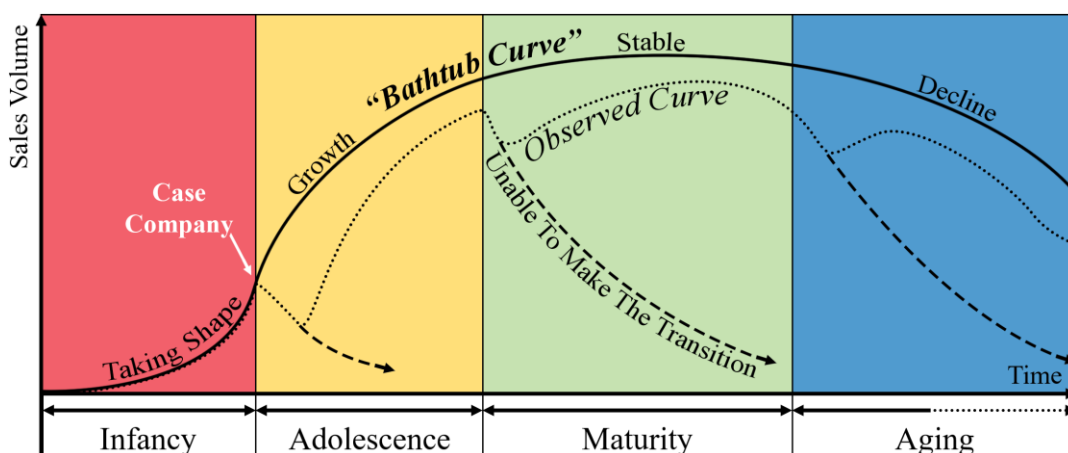 Sales Volume
"Bathtub Curve"
Stable
Growth
Observed Curve
Decline
Case
Company
Unable To Make The Transition
Taking Shape
Time
Infancy
Adolescence
Maturity
Aging